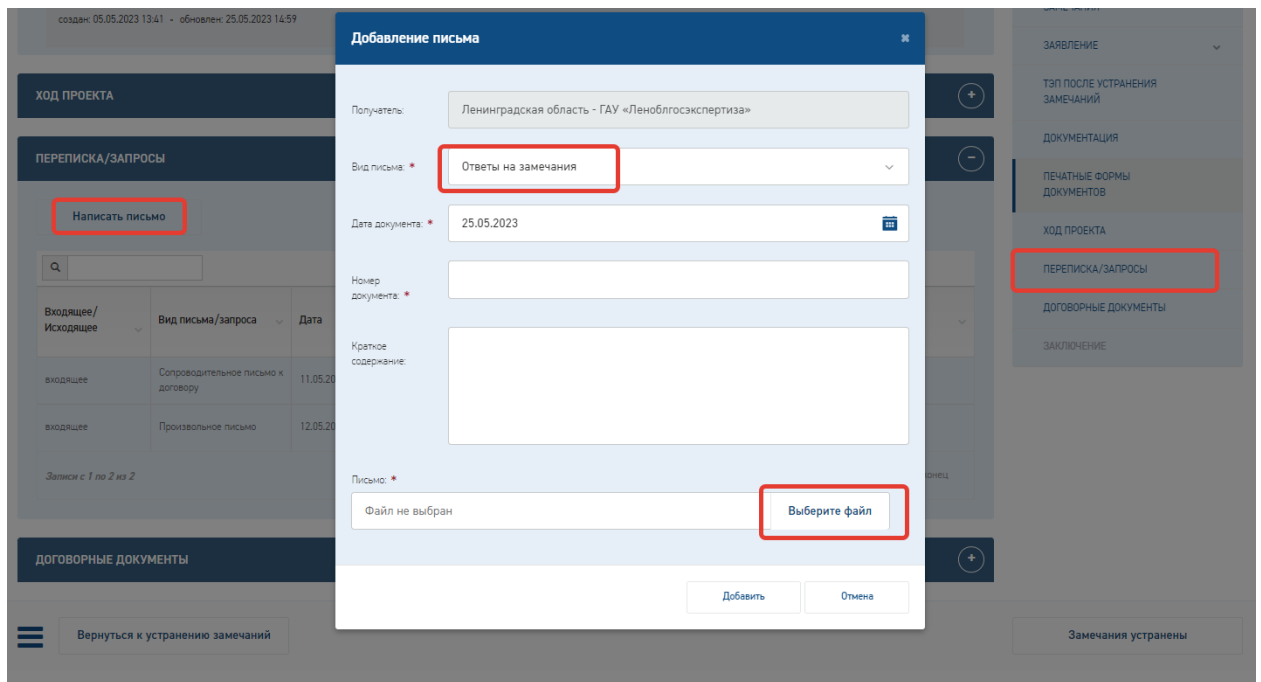 создан: 05.05.2023 13:41 - обновлен: 25.05.2023 14:59
ХОД ПРОЕКТА
ПЕРЕПИСКА/ЗАПРОСЫ
Написать письмо
Входящее/
Исходящее
Вид письма/запроса
Дата
входящее
Сопроводительное письмо к
договору
11.05.20
входящее
Произвольное письмо
12.05.20
Записи с 1 по 2 из 2
онец
ДОГОВОРНЫЕ ДОКУМЕНТЫ
Вернуться к устранению замечаний
Добавление письма
Получатель:
Ленинградская область - ГАУ «Леноблгосэкспертиза»
Вид письма: *
Ответы на замечания
Дата документа: *
25.05.2023
Номер
документа: *
Краткое
содержание:
Письмо: *
Файл не выбран
Выберите файл
Добавить
Отмена
ЗАЯВЛЕНИЕ
ТЭП ПОСЛЕ УСТРАНЕНИЯ
ЗАМЕЧАНИЙ
ДОКУМЕНТАЦИЯ
ПЕЧАТНЫЕ ФОРМЫ
ДОКУМЕНТОВ
ХОД ПРОЕКТА
ПЕРЕПИСКА/ЗАПРОСЫ
ДОГОВОРНЫЕ ДОКУМЕНТЫ
ЗАКЛЮЧЕНИЕ
Замечания устранены